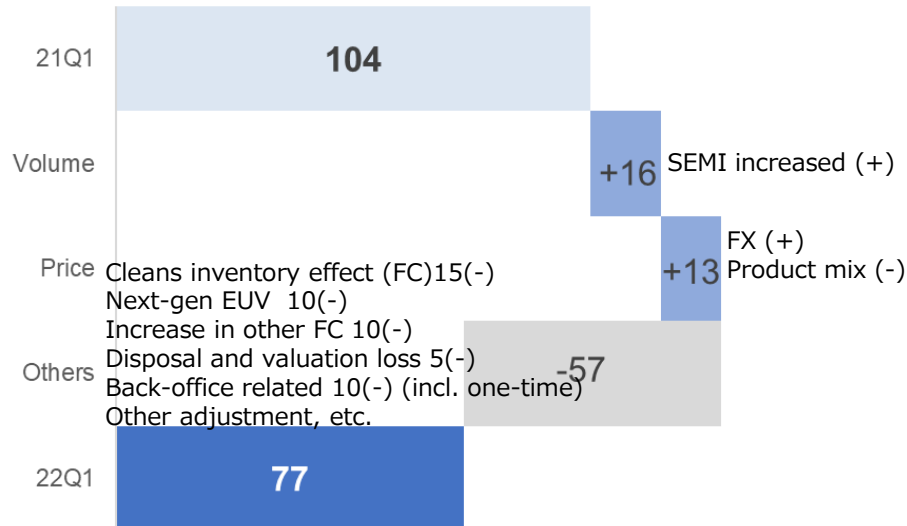 21Q1
104
Volume
+16
SEMI increased (+)
Price
+13
FX (+)
Product mix (-)
Cleans inventory effect (FC)15(-)
Next-gen EUV  10(-)
Increase in other FC 10(-)
Disposal and valuation loss 5(-)
Back-office related 10(-) (incl. one-time)
Other adjustment, etc.
Others
-57
22Q1
77